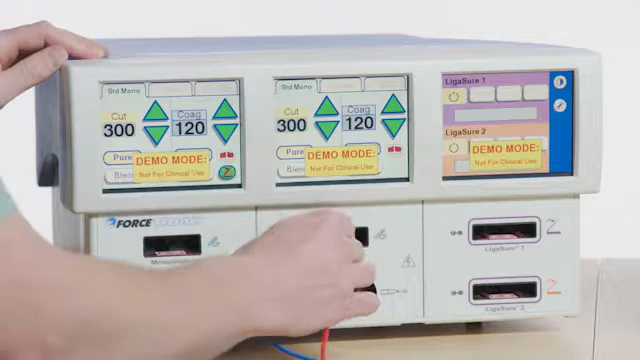 Std Mono
Cut
300
Coag
120
Pure
Blend
DEMO MODE:
Not For Clinical Use
Std Mono
Cut
300
Coag
120
Pure
Blend
DEMO MODE:
Not For Clinical Use
LigaSure 1
LigaSure 2
DEMO MODE:
Not For Clinical Use
FORCE
LigaSure 1
LigaSure 2